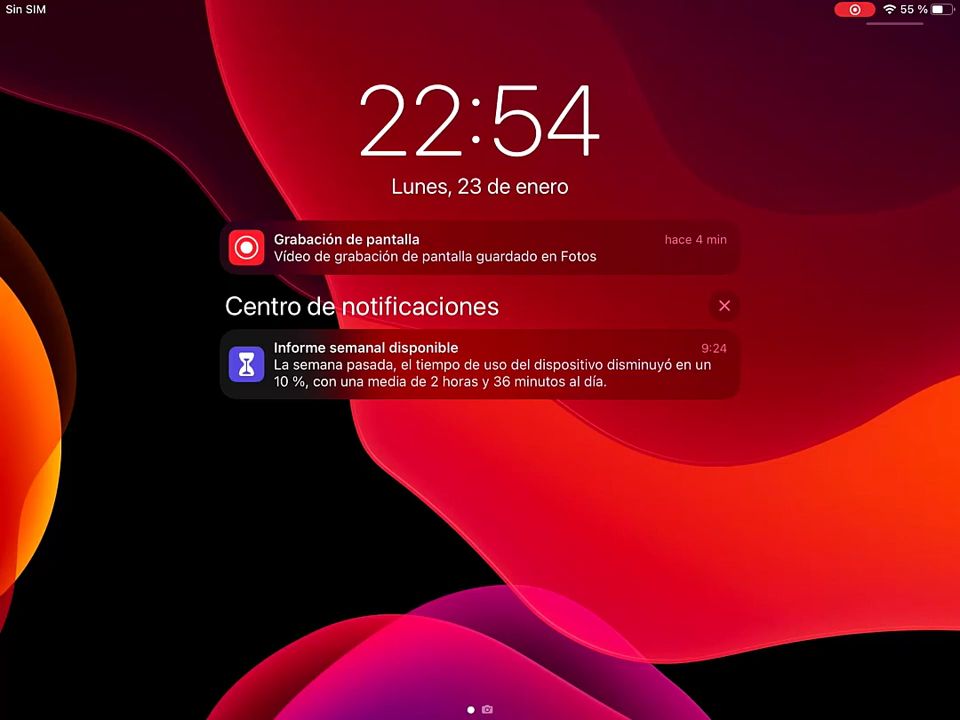 Sin SIM
55 %
22:54
Lunes, 23 de enero
Grabación de pantalla
hace 4 min
Vídeo de grabación de pantalla guardado en Fotos
Centro de notificaciones
Informe semanal disponible
9:24
La semana pasada, el tiempo de uso del dispositivo disminuyó en un
10 %, con una media de 2 horas y 36 minutos al día.